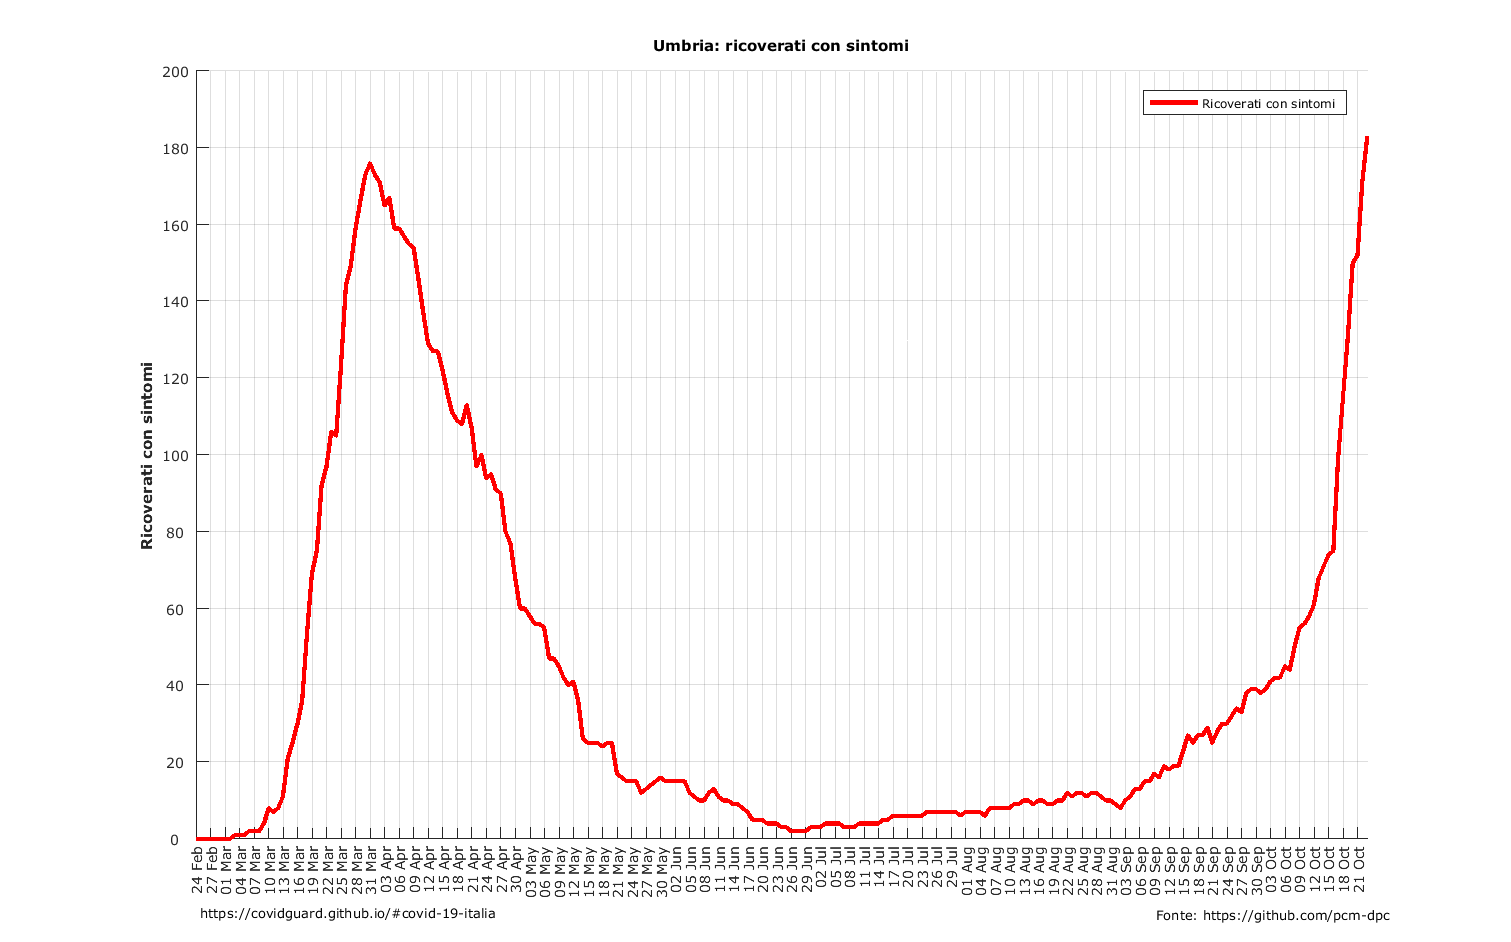 Umbria: ricoverati con sintomi
Ricoverati con sintomi
Ricoverati con sintomi
200
180
160
140
120
100
80
60
40
20
0
24 Feb
27 Feb
01 Mar
04 Mar
07 Mar
10 Mar
13 Mar
16 Mar
19 Mar
22 Mar
25 Mar
28 Mar
31 Mar
03 Apr
06 Apr
09 Apr
12 Apr
15 Apr
18 Apr
21 Apr
24 Apr
27 Apr
30 Apr
03 May
06 May
09 May
12 May
15 May
18 May
21 May
24 May
27 May
30 May
02 Jun
05 Jun
08 Jun
11 Jun
14 Jun
17 Jun
20 Jun
23 Jun
26 Jun
29 Jun
02 Jul
05 Jul
08 Jul
11 Jul
14 Jul
17 Jul
20 Jul
23 Jul
26 Jul
29 Jul
01 Aug
04 Aug
07 Aug
10 Aug
13 Aug
16 Aug
19 Aug
22 Aug
25 Aug
28 Aug
31 Aug
03 Sep
06 Sep
09 Sep
12 Sep
15 Sep
18 Sep
21 Sep
24 Sep
27 Sep
30 Sep
03 Oct
06 Oct
09 Oct
12 Oct
15 Oct
18 Oct
21 Oct
https://covidguard.github.io/#covid-19-italia
Fonte: https://github.com/pcm-dpc